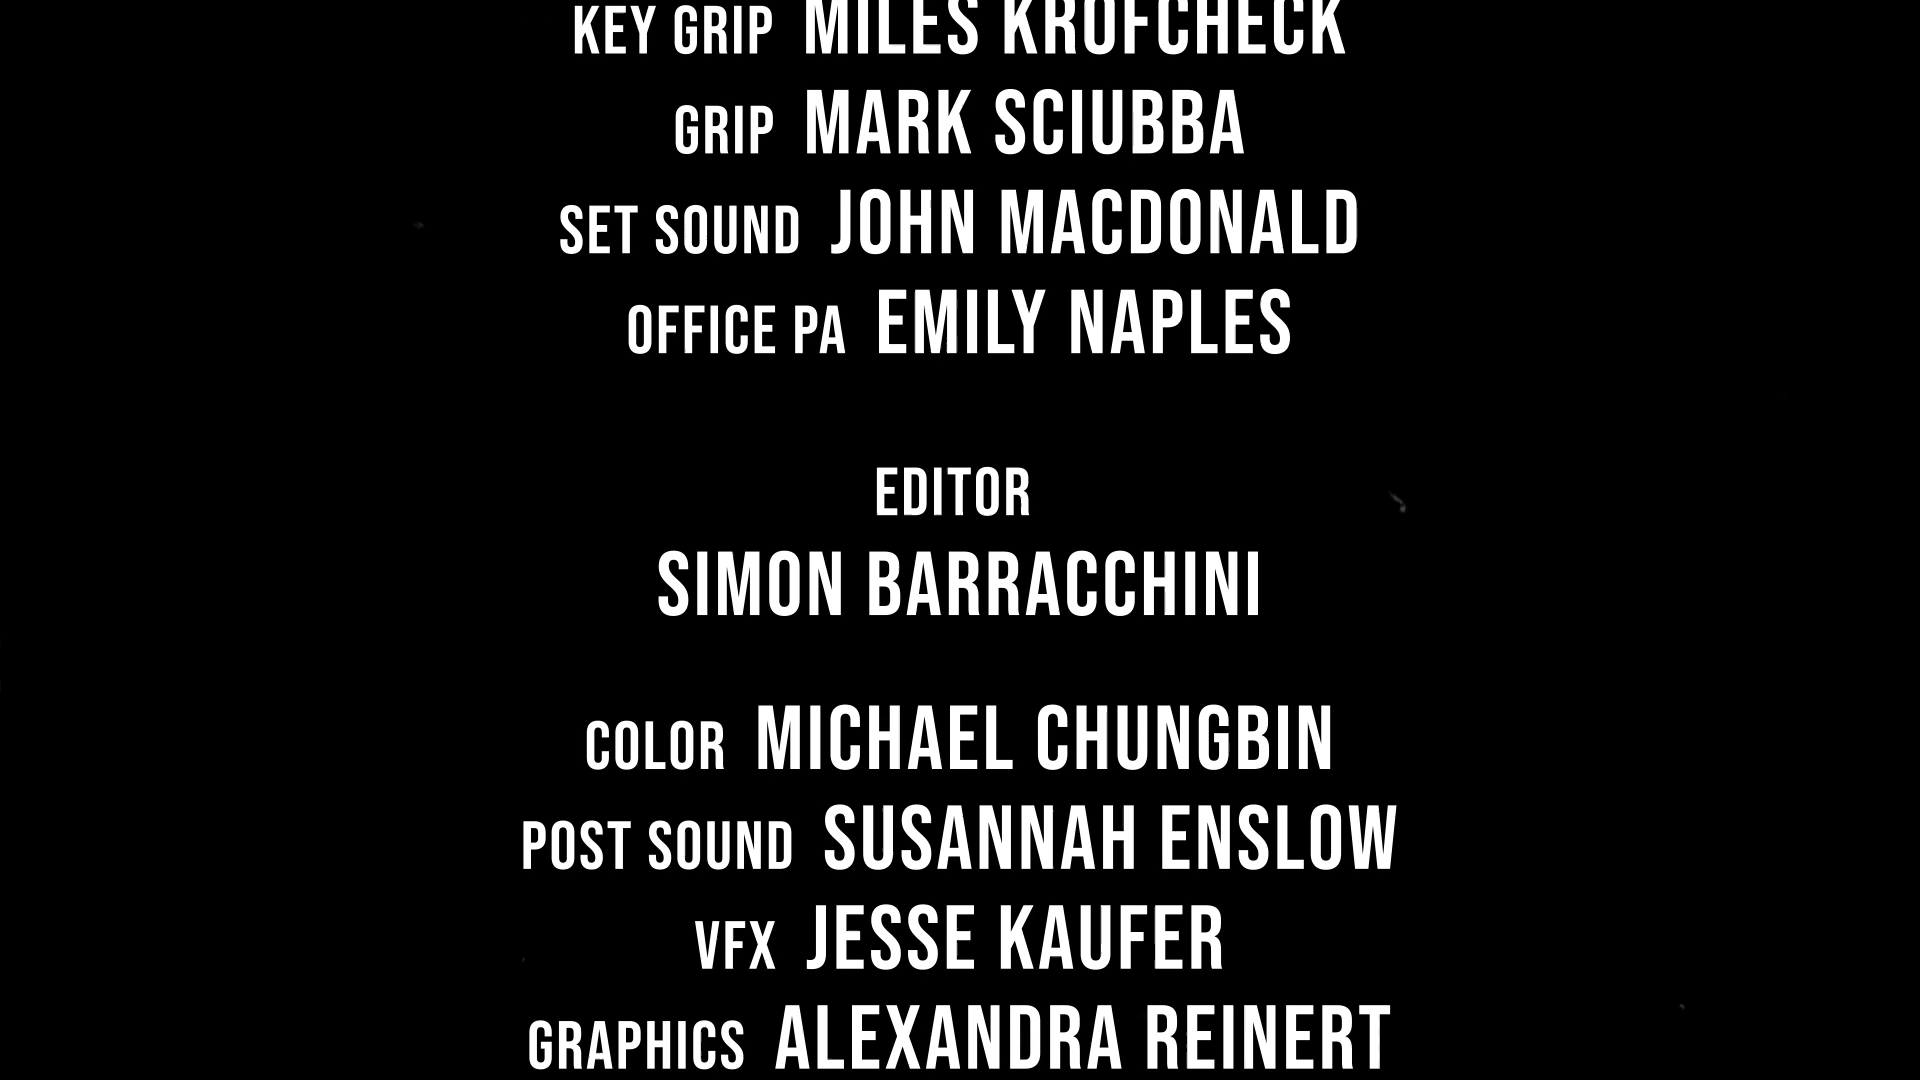 KEY GRIP MILES KROFCHECK
GRIP MARK SCIUBBA
SET SOUND JOHN MACDONALD
OFFICE PA EMILY NAPLES
EDITOR
SIMON BARRACCHINI
COLOR MICHAEL CHUNGBIN
POST SOUND SUSANNAH ENSLOW
VFX JESSE KAUFER
GRAPHICS ALEXANDRA REINERT